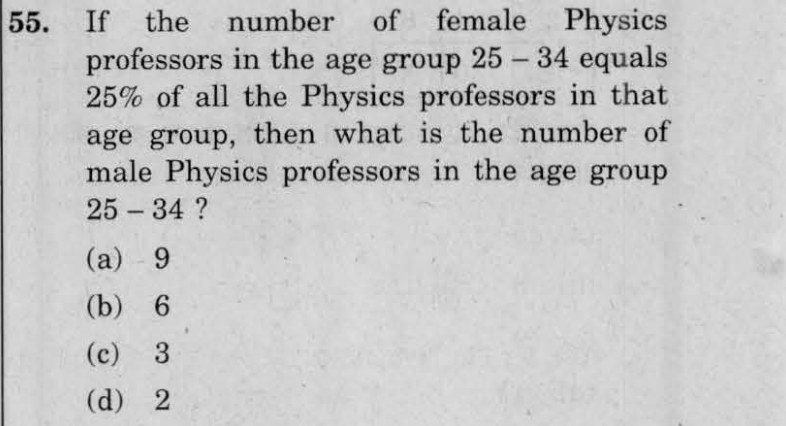 55. If the number of female Physics
professors in the age group 25 – 34 equals
25% of all the Physics professors in that
age group, then what is the number of
male Physics professors in the age group
25 – 34 ?
(a) 9
(b) 6
(c) 3
(d) 2